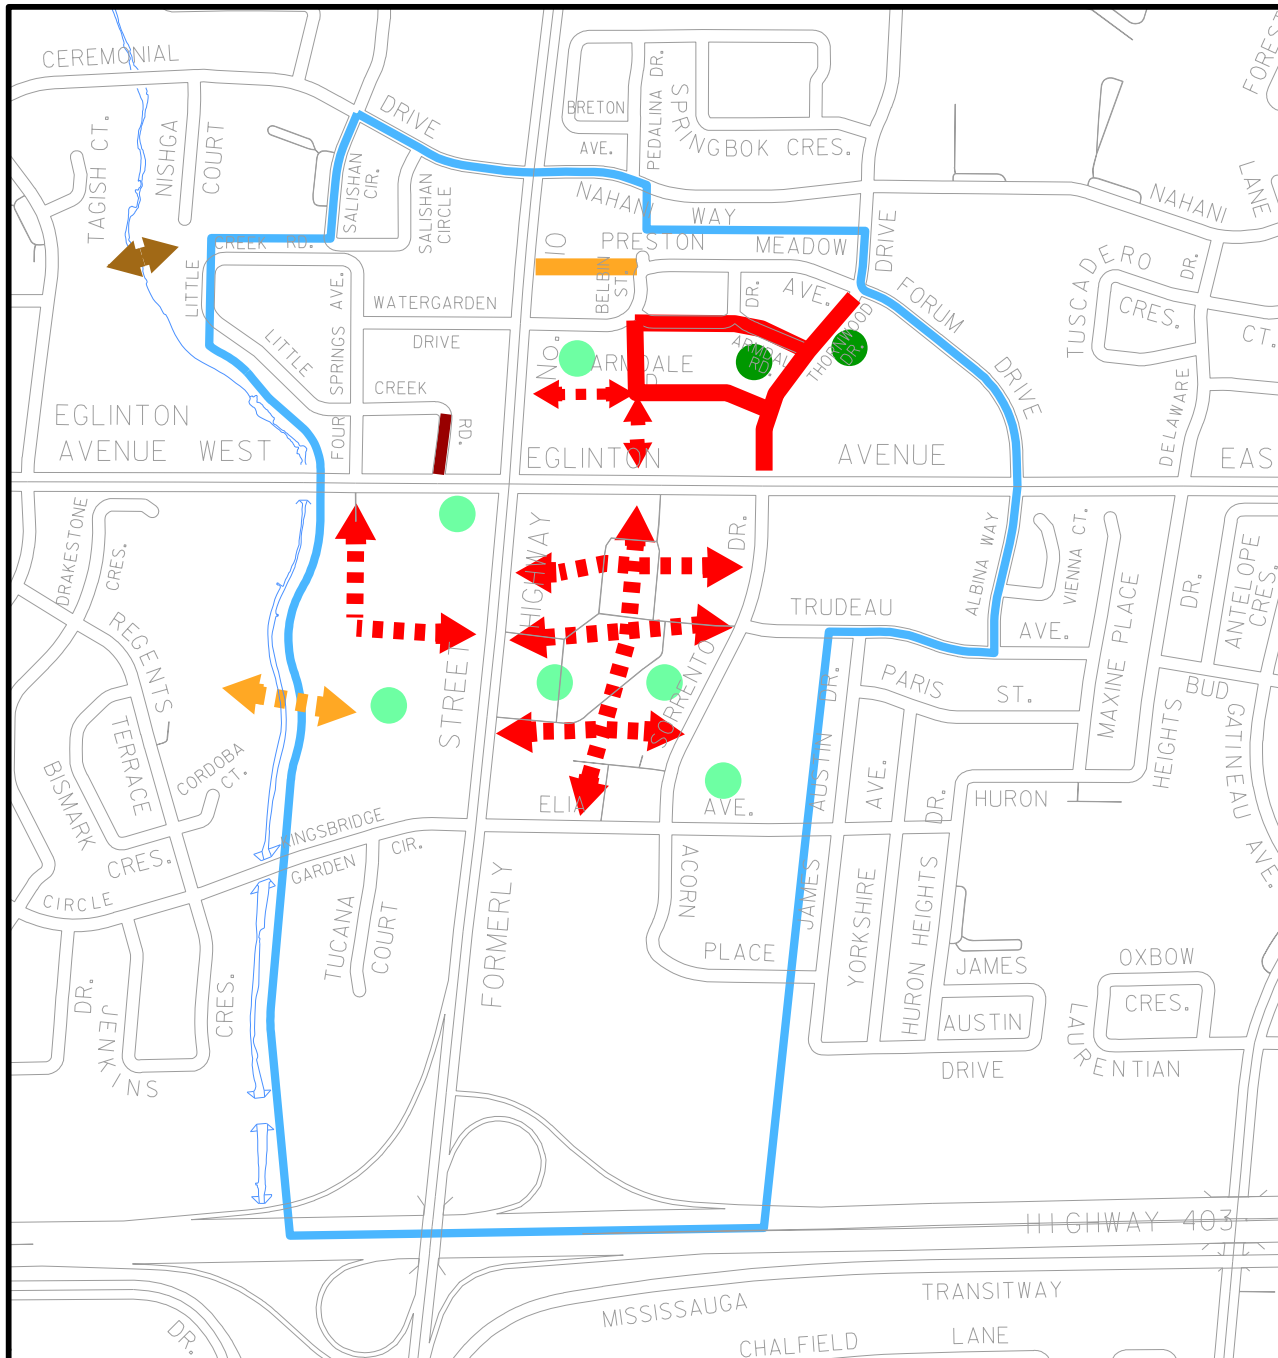 CEREMONIAL
DRIVE
TAGISH CT.
NISHGA
COURT
SALISHAN
CIR.
SALISHAN
CIRCLE
BRETON
AVE.
PEDALINA DR.
SPRINGBOK CRES.
NAHANI
WAY
NAHANI
LANE
CREEK RD.
LITTLE
FOUR SPRINGS AVE.
WATERGARDEN
DRIVE
LITTLE
CREEK
RD.
NO. 10
PRESTON
MEADOW
AVE.
BELBIN
ST.
DR.
DRIVE
FORUM
DRIVE
THORNWOOD
DR.
ARMDALE
RD.
ARMDALE
TUSCADERO
DR.
CRES.
CT.
DELAWARE
EGLINTON
AVENUE WEST
EGLINTON
AVENUE
EAS
DRAKESTONE
CRES.
REGENTS
TERRACE
BISMARK
CRES.
CORDOBA
CT.
HIGHWAY
STREET
FORMERLY
DR.
SORRENTO
TRUDEAU
AVE.
ALBINA WAY
VIENNA CT.
MAXINE PLACE
DR.
HEIGHTS
ANTELOPE
CRES.
BUD
GATINEAU AVE.
PARIS
ST.
DR.
AUSTIN
JAMES
AVE.
YORKSHIRE
DR.
HURON HEIGHTS
HURON
ELIA
AVE.
KINGSBRIDGE
GARDEN
CIR.
CIRCLE
TUCANA
COURT
ACORN
PLACE
DR.
JENKINS
CRES.
JAMES
AUSTIN
DRIVE
OXBOW
CRES.
LAURENTIAN
HIGHWAY 403
MISSISSAUGA
TRANSITWAY
CHALFIELD
LANE
DR.